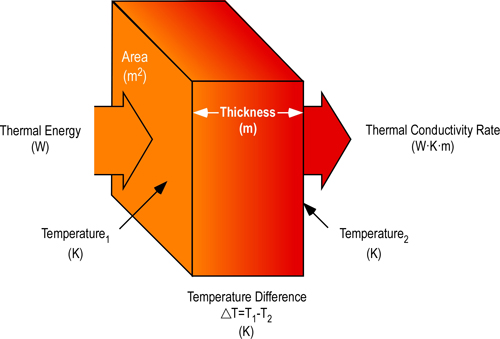 Area
(m²)
Thickness
(m)
Thermal Energy
(W)
Thermal Conductivity Rate
(W·K·m)
Temperature₁
(K)
Temperature₂
(K)
Temperature Difference
△T=T₁-T₂
(K)